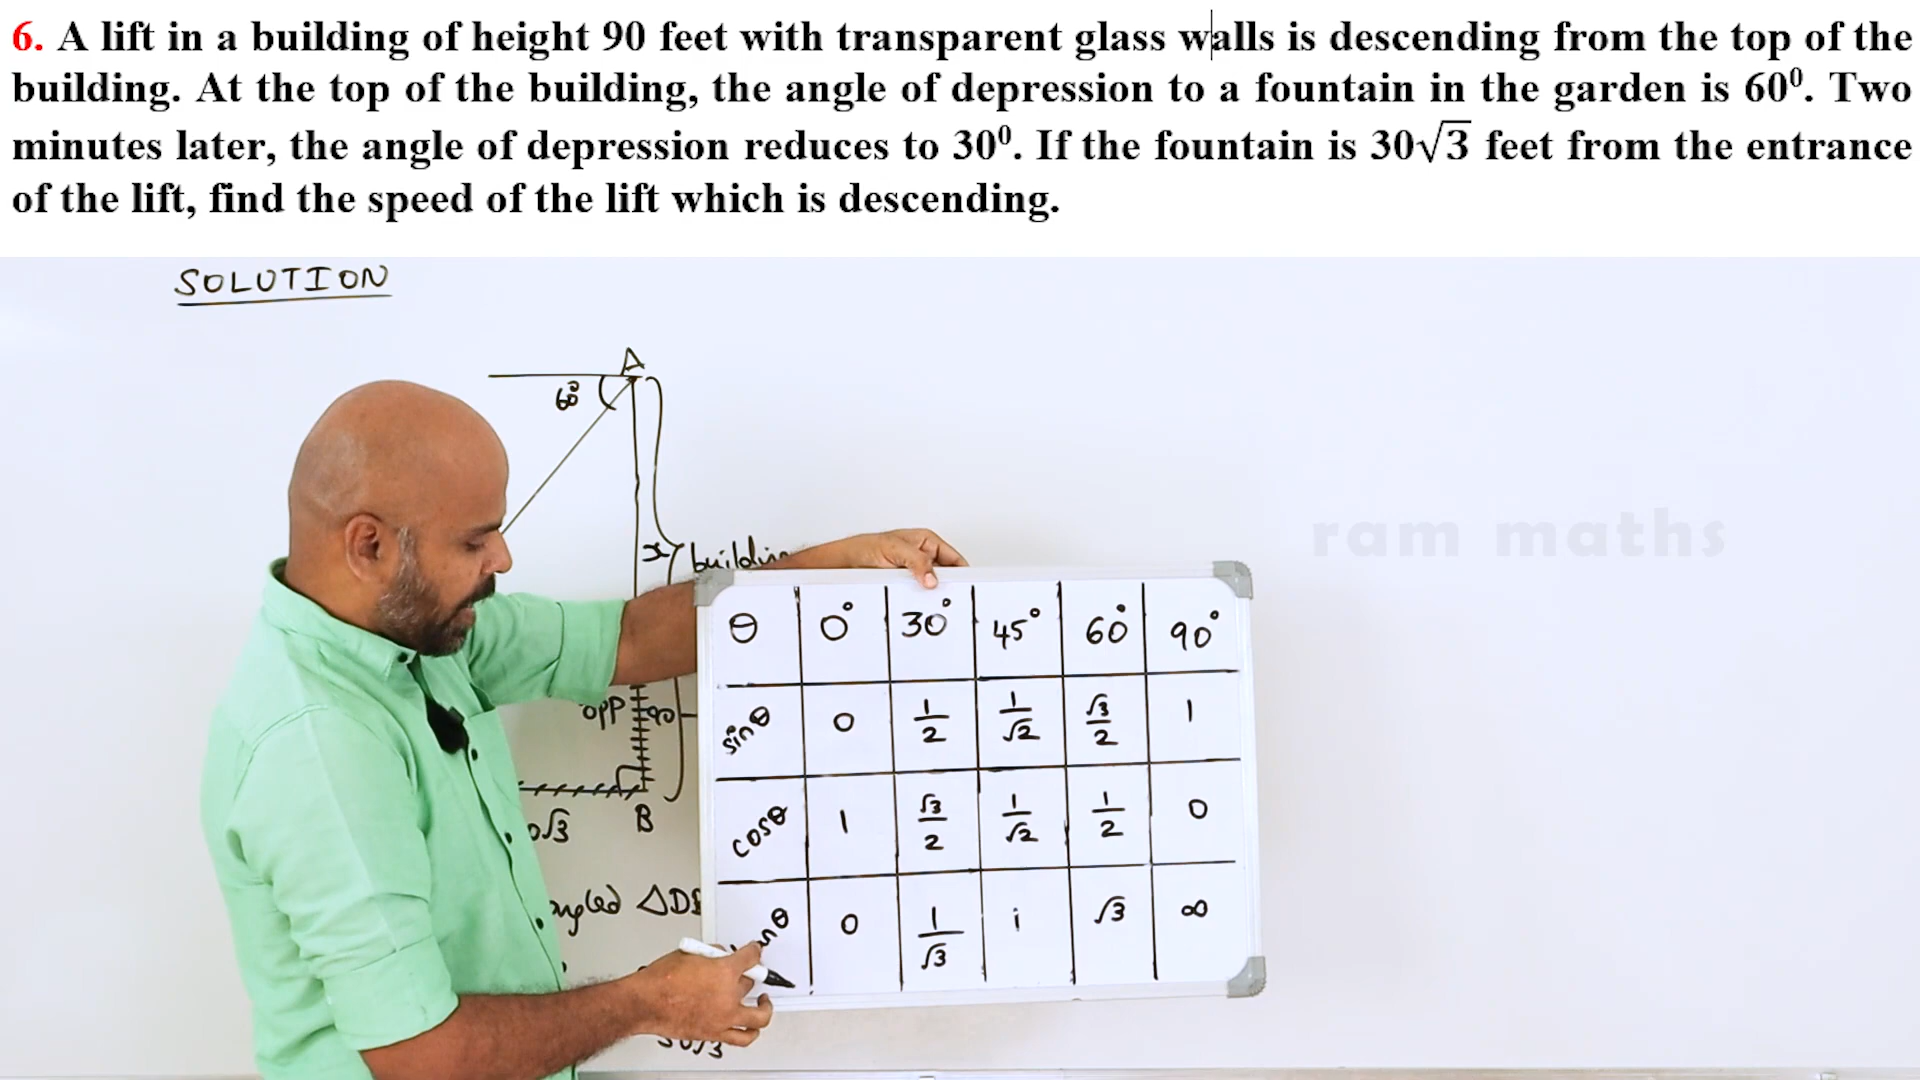 6. A lift in a building of height 90 feet with transparent glass walls is descending from the top of the
building. At the top of the building, the angle of depression to a fountain in the garden is 60⁰. Two
minutes later, the angle of depression reduces to 30⁰. If the fountain is 30√3 feet from the entrance
of the lift, find the speed of the lift which is descending.
SOLUTION
A
60°
x
opp
90
B
ram maths
θ 0° 30° 45° 60° 90°
sinθ 0 1/2 1/√2 √3/2 1
cosθ 1 √3/2 1/√2 1/2 0
0 1/√3 1 √3 ∞